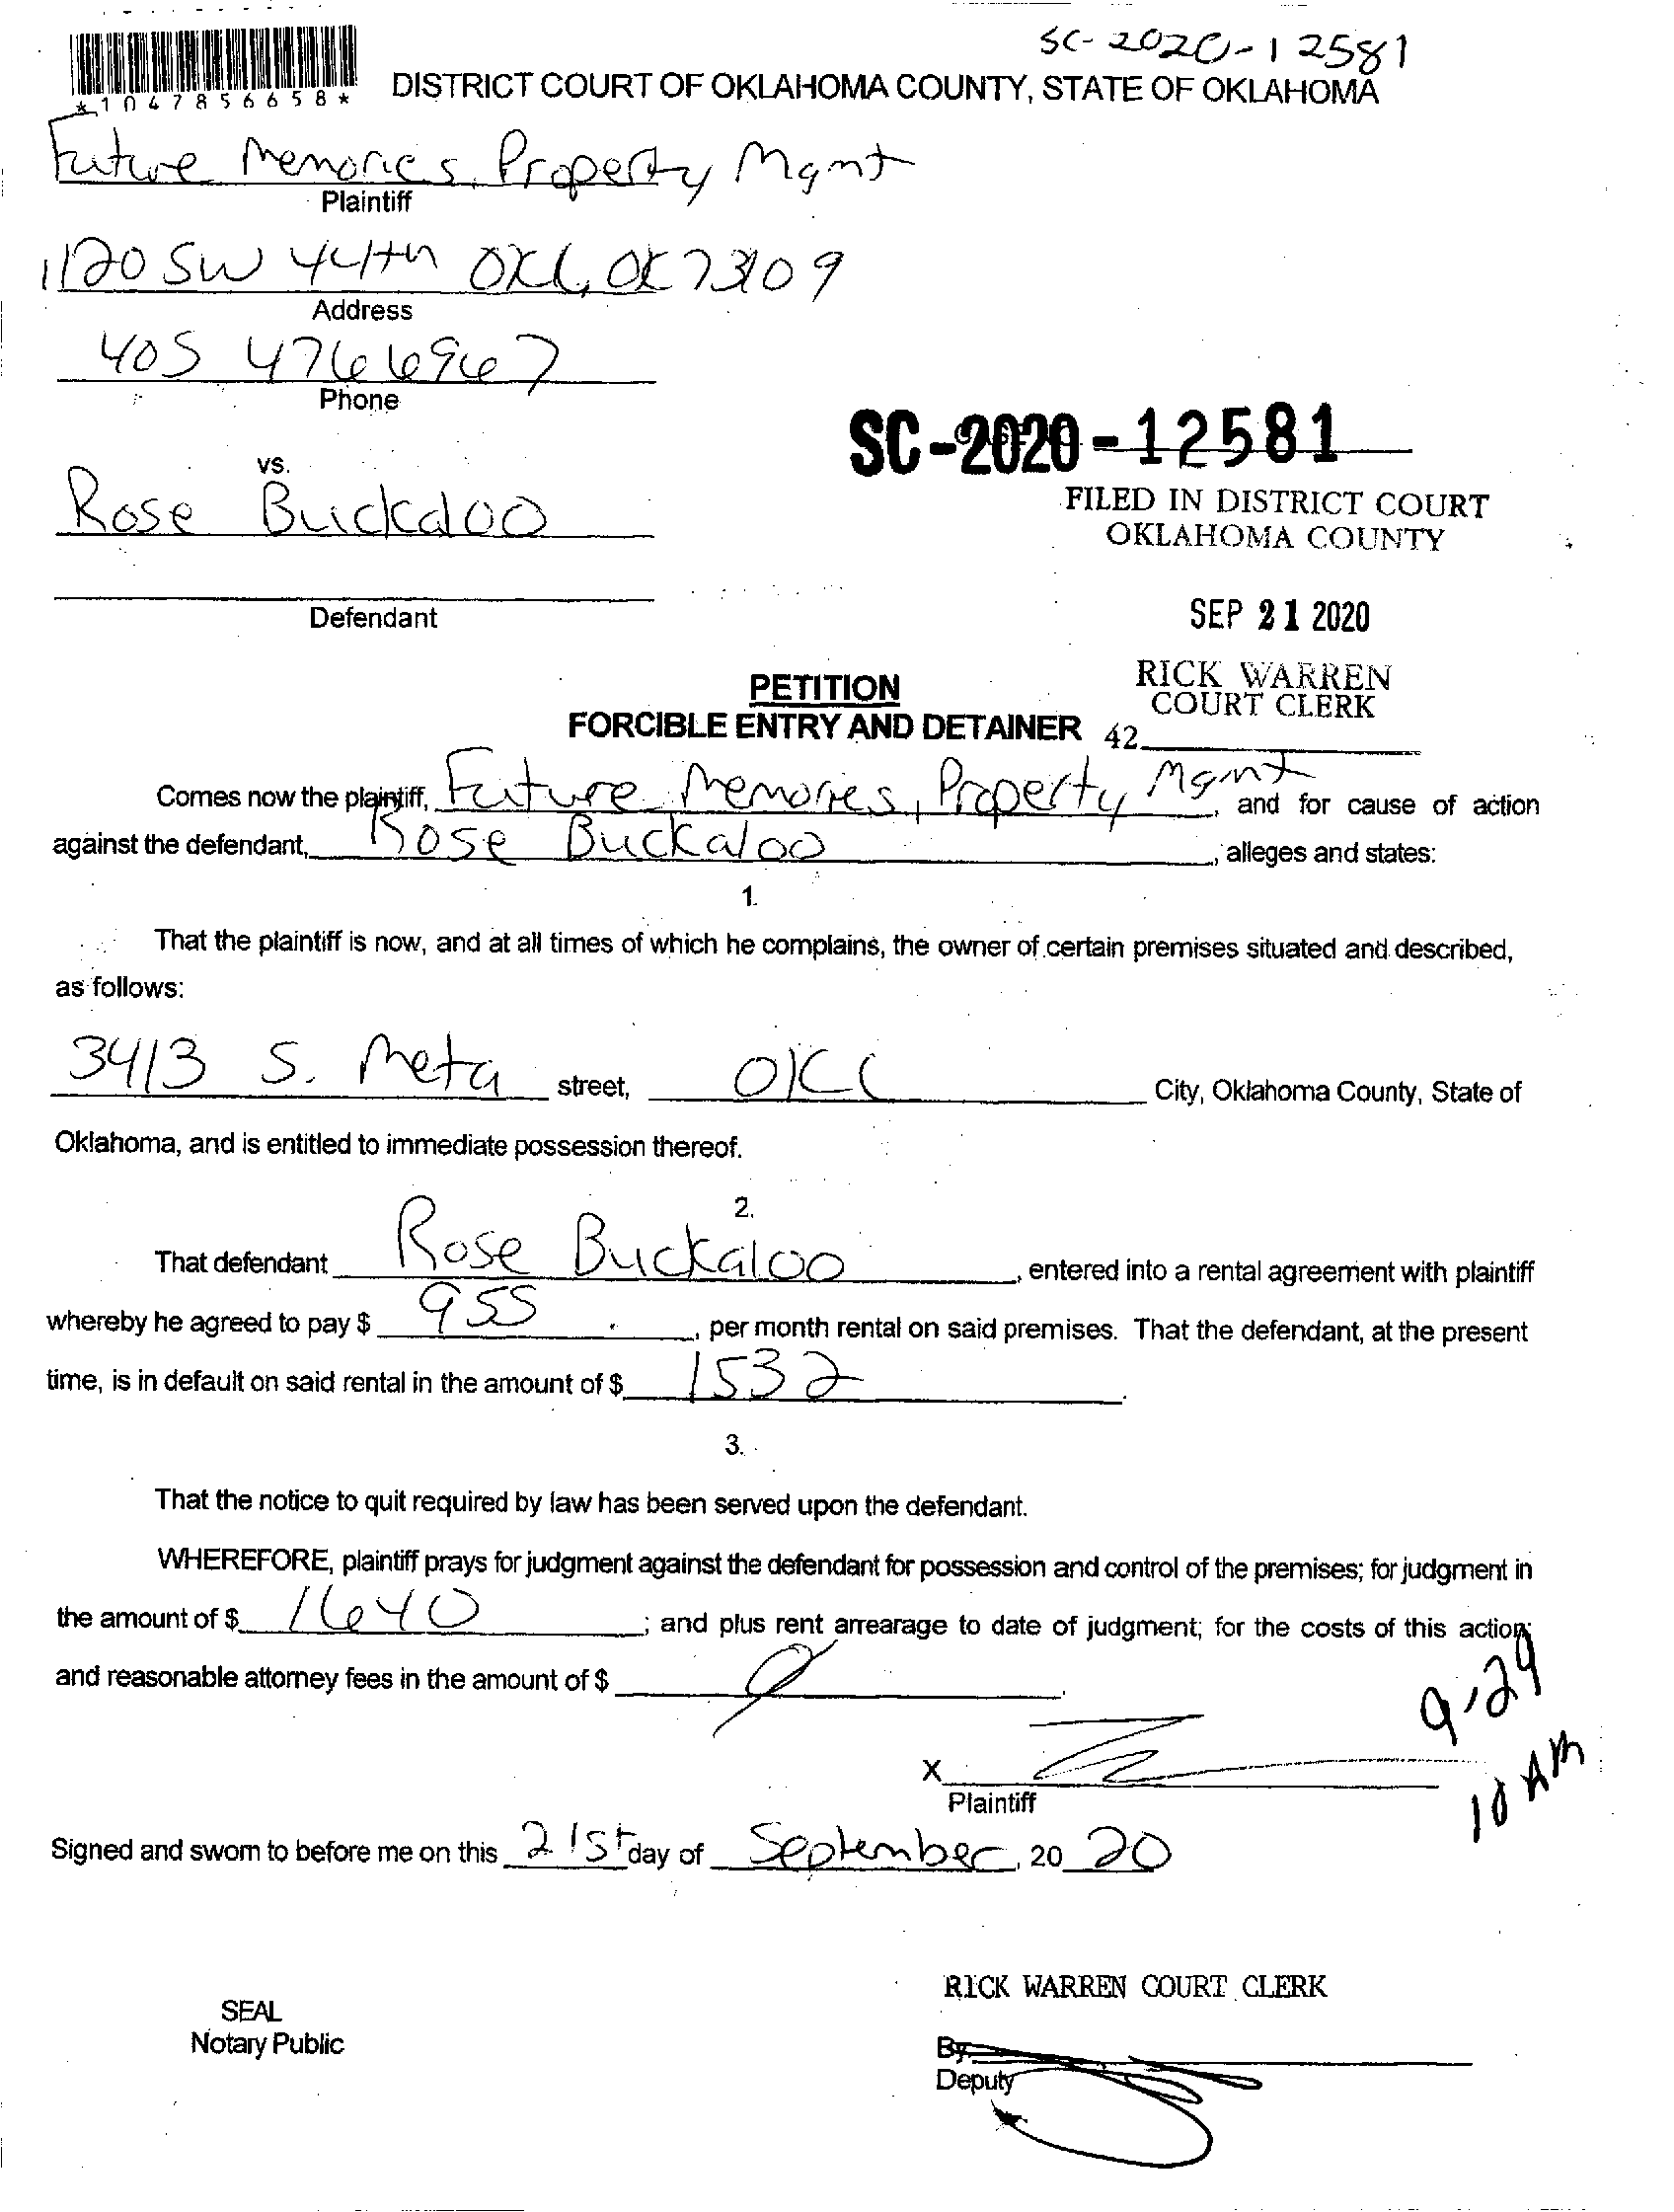 SC-2020-12581
*1047856658*
DISTRICT COURT OF OKLAHOMA COUNTY, STATE OF OKLAHOMA
Future Memories, Property Mgmt
Plaintiff
1120 SW 44th OKC, OK 73109
Address
405 476 6967
Phone
SC-2020-12581
vs.
Rose Buckaloo
FILED IN DISTRICT COURT
OKLAHOMA COUNTY
Defendant
SEP 21 2020
RICK WARREN
COURT CLERK
42
PETITION
FORCIBLE ENTRY AND DETAINER
Comes now the plaintiff, Future Memories, Property Mgmt, and for cause of action
against the defendant, Rose Buckaloo, alleges and states:
1.
That the plaintiff is now, and at all times of which he complains, the owner of certain premises situated and described,
as follows:
3413 S. Meta street, OKC City, Oklahoma County, State of
Oklahoma, and is entitled to immediate possession thereof.
2.
That defendant Rose Buckaloo, entered into a rental agreement with plaintiff
whereby he agreed to pay $ 955, per month rental on said premises. That the defendant, at the present
time, is in default on said rental in the amount of $ 1532.
3.
That the notice to quit required by law has been served upon the defendant.
WHEREFORE, plaintiff prays for judgment against the defendant for possession and control of the premises; for judgment in
the amount of $ 1640; and plus rent arrearage to date of judgment; for the costs of this action;
and reasonable attorney fees in the amount of $
9-29
10 AM
X
Plaintiff
Signed and sworn to before me on this 21st day of September, 20 20
RICK WARREN COURT CLERK
SEAL
Notary Public
By
Deputy